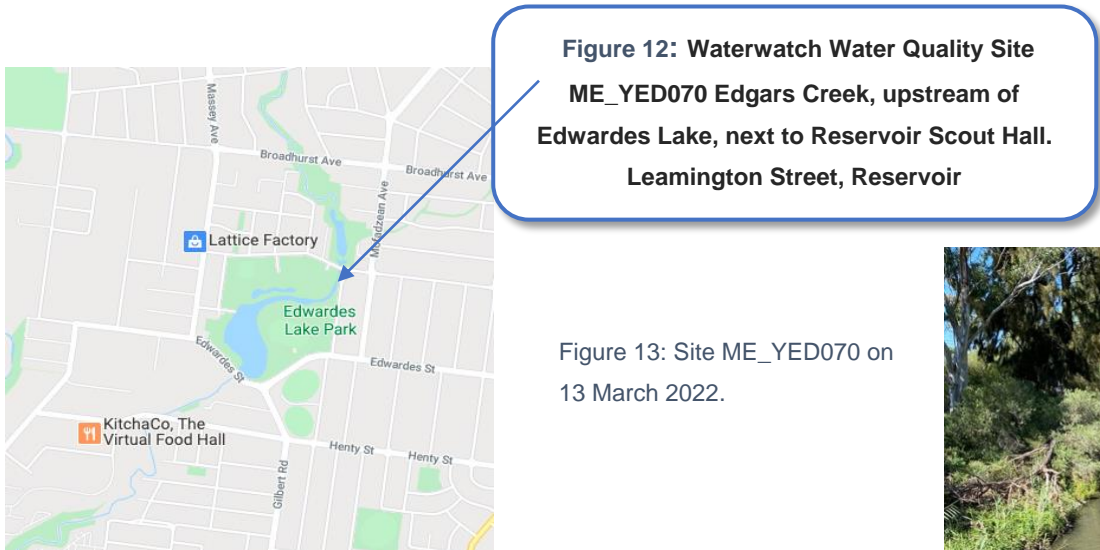 Figure 12: Waterwatch Water Quality Site
ME_YED070 Edgars Creek, upstream of
Edwardes Lake, next to Reservoir Scout Hall.
Leamington Street, Reservoir
Massey Ave
Broadhurst Ave
Broadhurst Ave
Mcfadzean Ave
Lattice Factory
Edwardes
Lake Park
Edwardes St
Edwardes St
KitchaCo, The
Virtual Food Hall
Henty St
Henty St
Gilbert Rd
Figure 13: Site ME_YED070 on
13 March 2022.